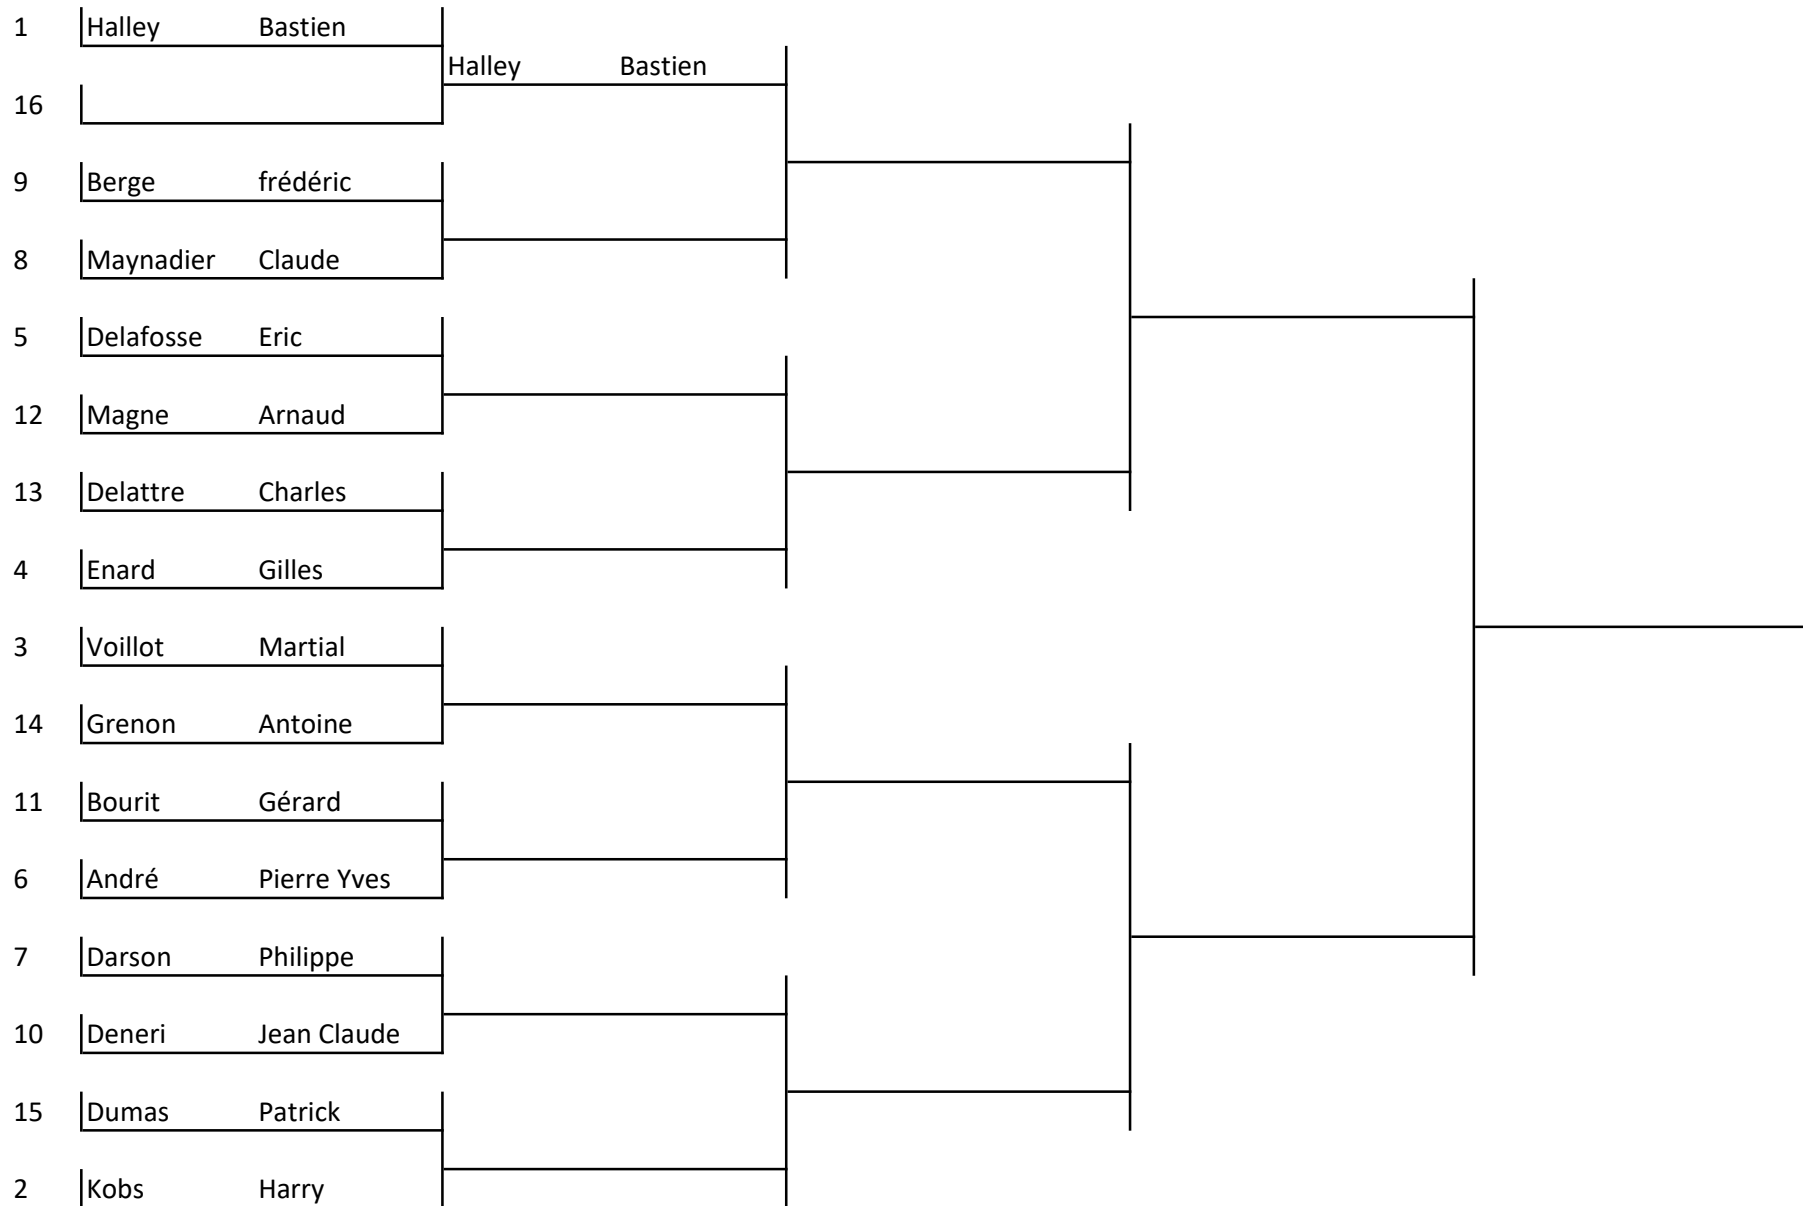 1 Halley Bastien
Halley Bastien
16
9 Berge frédéric
8 Maynadier Claude
5 Delafosse Eric
12 Magne Arnaud
13 Delattre Charles
4 Enard Gilles
3 Voillot Martial
14 Grenon Antoine
11 Bourit Gérard
6 André Pierre Yves
7 Darson Philippe
10 Deneri Jean Claude
15 Dumas Patrick
2 Kobs Harry